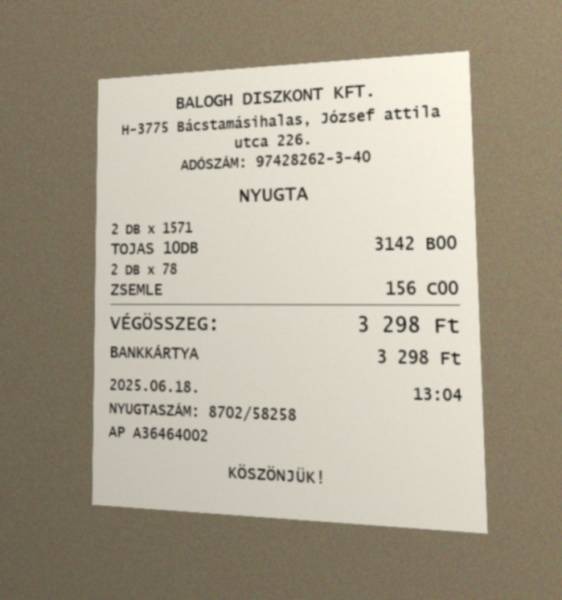 BALOGH DISZKONT KFT.
H-3775 Bácstamásihalas, József attila
utca 226.
ADÓSZÁM: 97428262-3-40
NYUGTA
2 DB x 1571
TOJAS 10DB 3142 B00
2 DB x 78
ZSEMLE 156 C00
VÉGÖSSZEG: 3 298 Ft
BANKKÁRTYA 3 298 Ft
2025.06.18. 13:04
NYUGTASZÁM: 8702/58258
AP A36464002
KÖSZÖNJÜK!